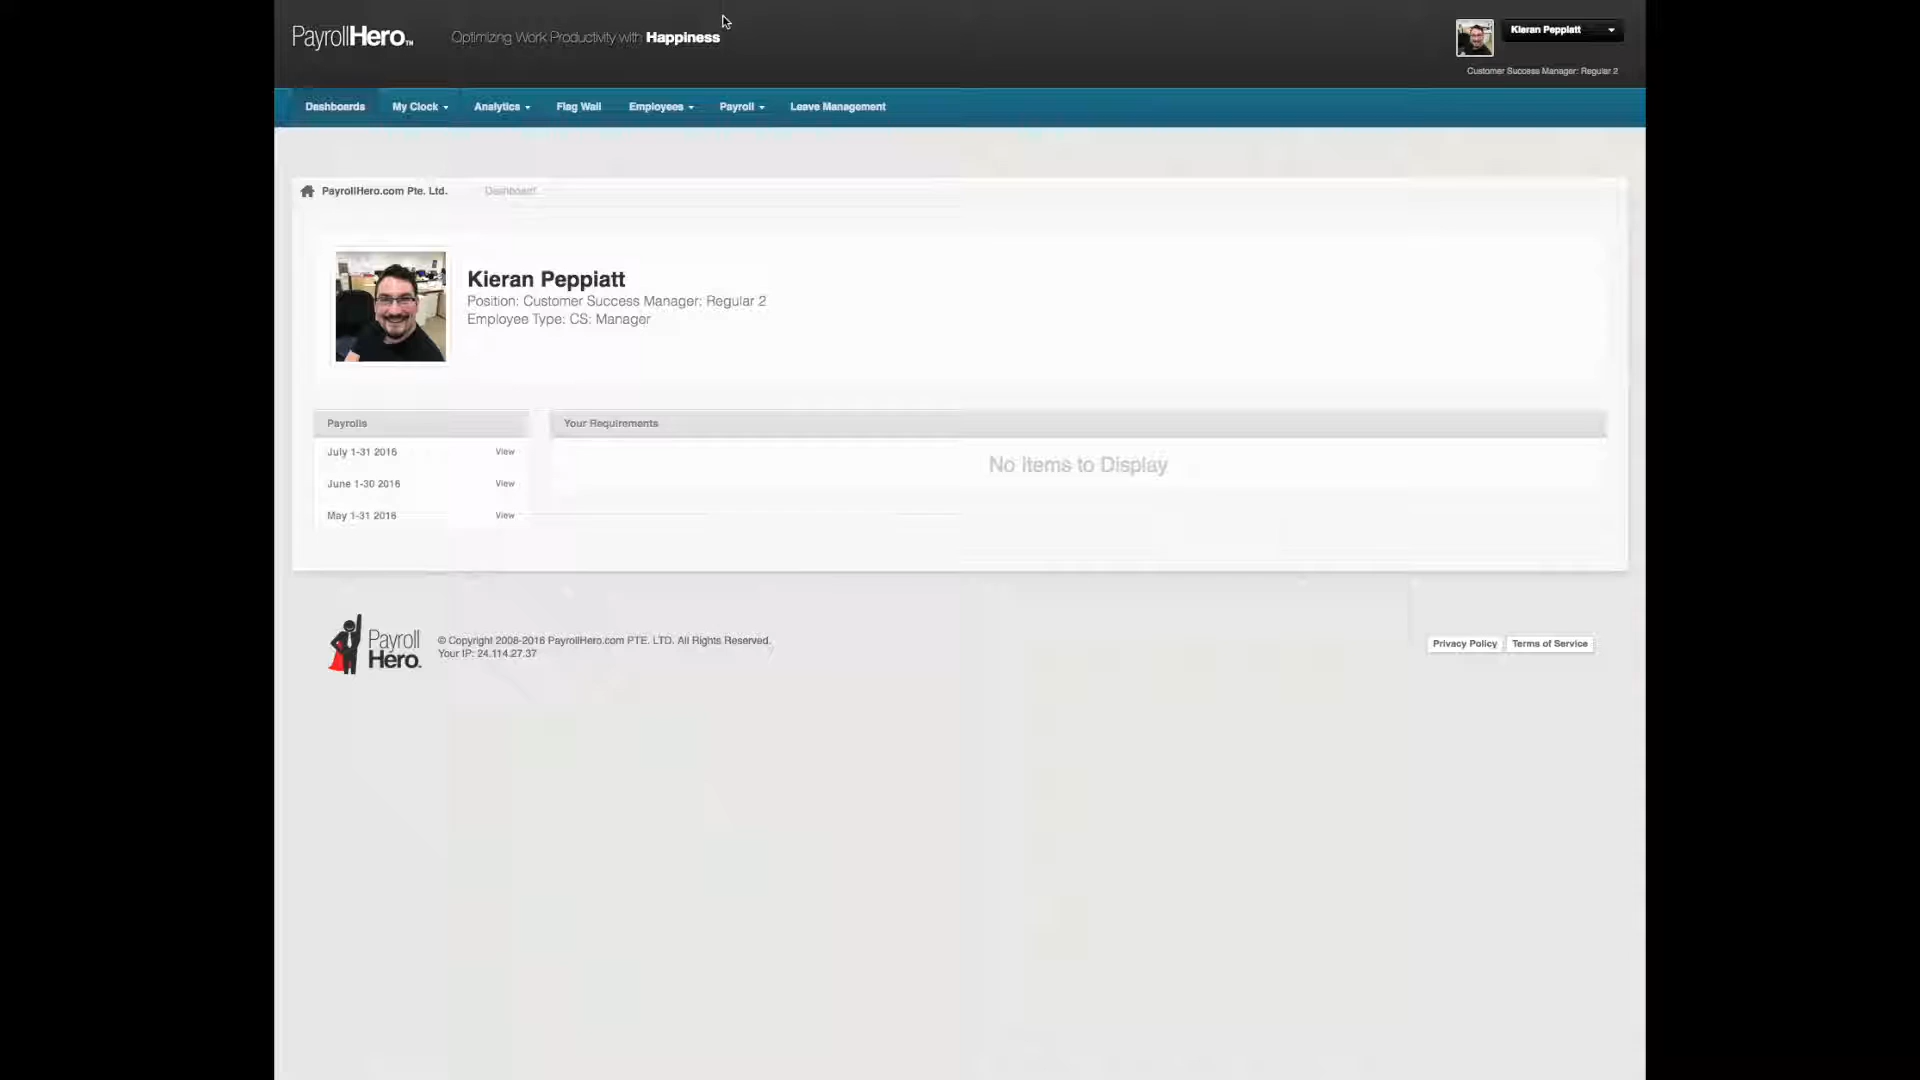 PayrollHero™ Optimizing Work Productivity with Happiness Kieran Peppiatt
Customer Success Manager: Regular 2
Dashboards My Clock Analytics Flag Wall Employees Payroll Leave Management
PayrollHero.com Pte. Ltd. Dashboard
Kieran Peppiatt
Position: Customer Success Manager: Regular 2
Employee Type: CS: Manager
Payrolls Your Requirements
July 1-31 2016 View
No Items to Display
June 1-30 2016 View
May 1-31 2016 View
Payroll
Hero.
© Copyright 2008-2016 PayrollHero.com PTE. LTD. All Rights Reserved.
Your IP: 24.114.27.37
Privacy Policy Terms of Service